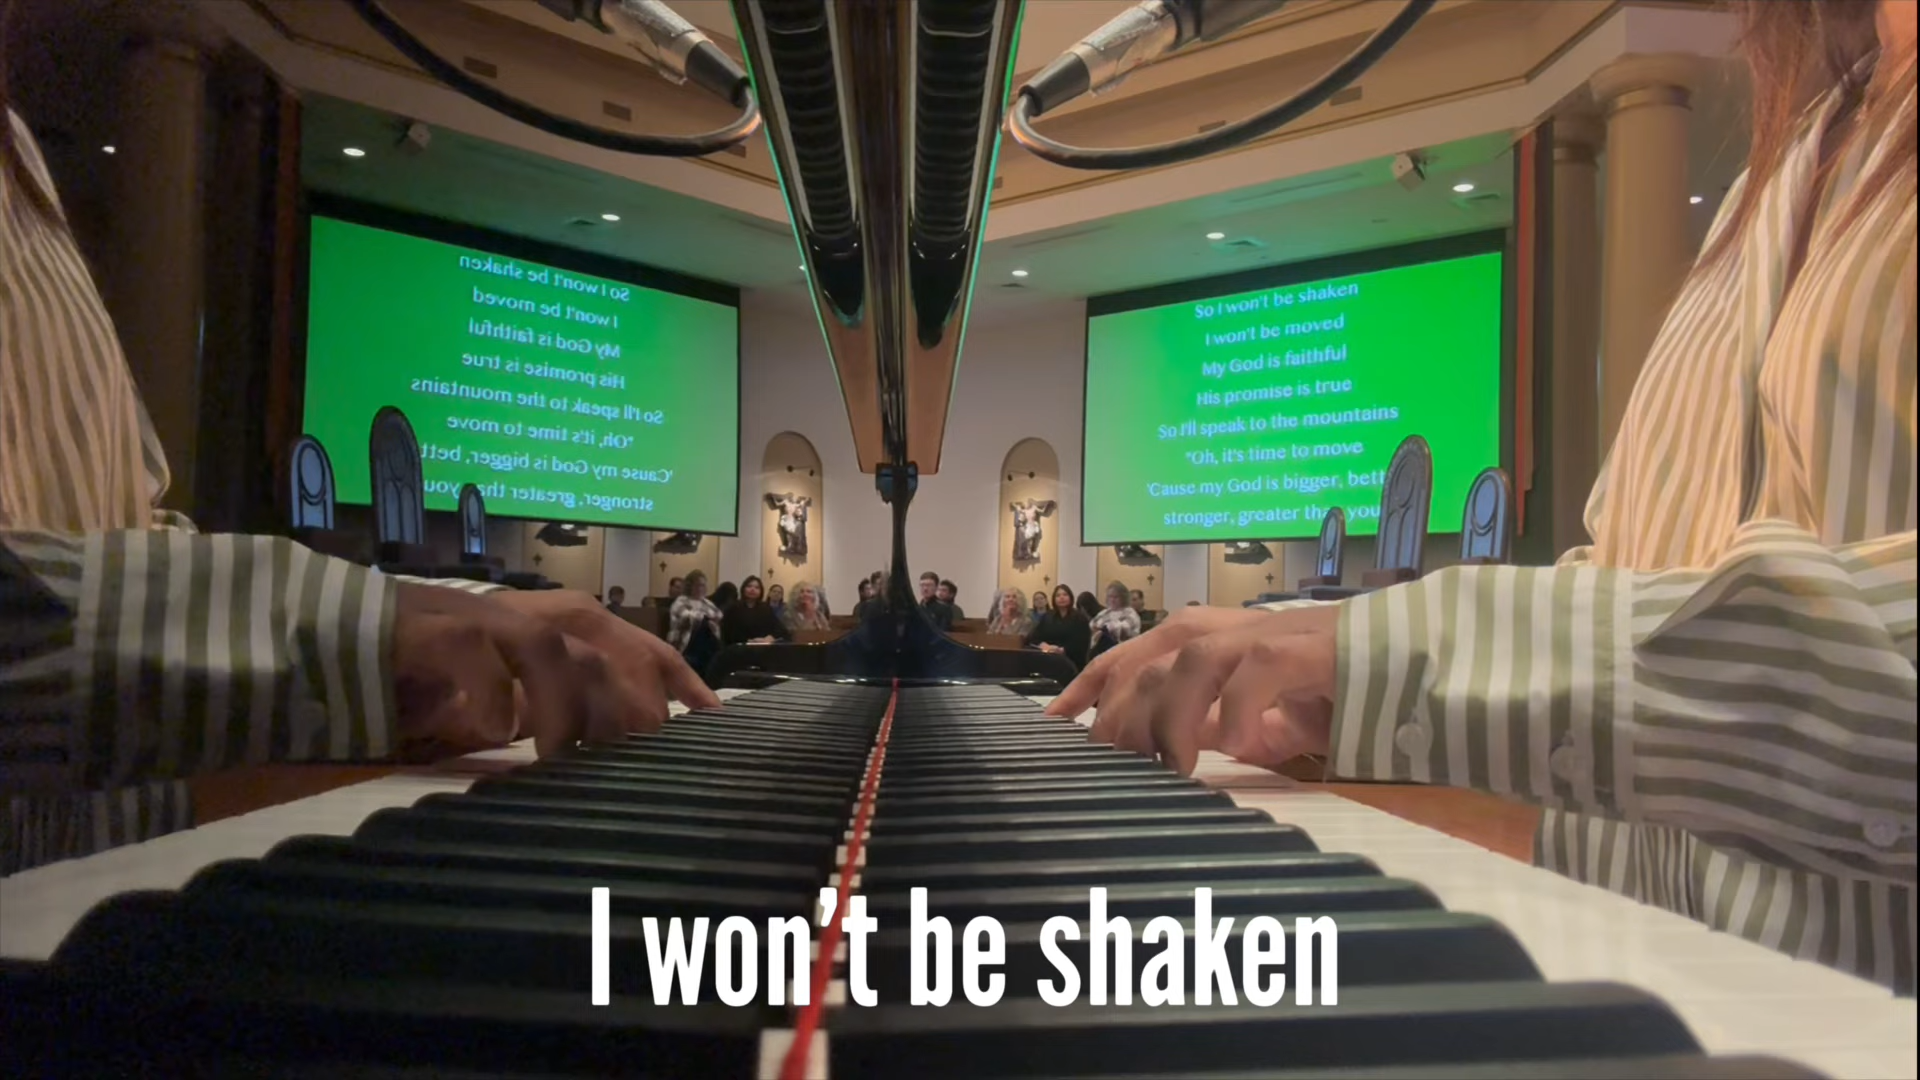 So I won't be shaken
I won't be moved
My God is faithful
His promise is true
So I'll speak to the mountains
"Oh, it's time to move
'Cause my God is bigger, bett
stronger, greater than you
So I won't be shaken
I won't be moved
My God is faithful
His promise is true
So I'll speak to the mountains
"Oh, it's time to move
'Cause my God is bigger, bett
stronger, greater tha you
I won't be shaken